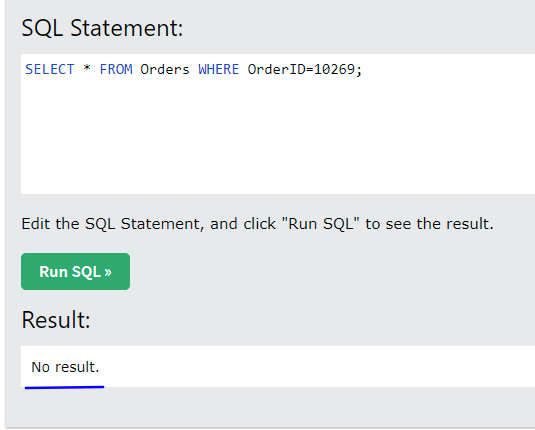 SQL Statement:
SELECT * FROM Orders WHERE OrderID=10269;
Edit the SQL Statement, and click "Run SQL" to see the result.
Run SQL »
Result:
No result.